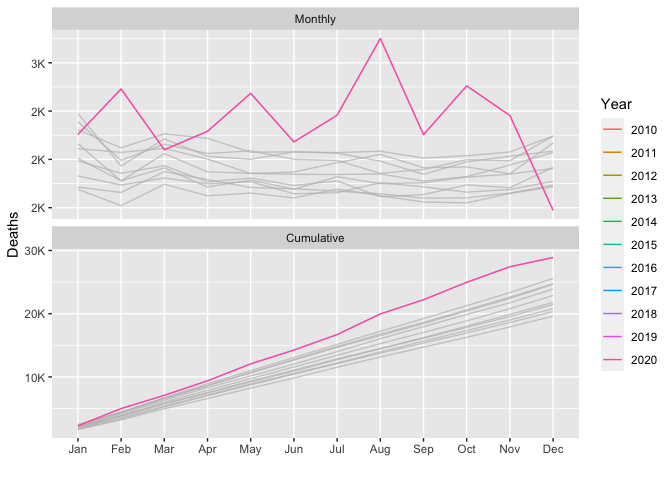 Monthly
3K
2K
2K
2K
Deaths
Cumulative
30K
20K
10K
Jan Feb Mar Apr May Jun Jul Aug Sep Oct Nov Dec
Year
2010
2011
2012
2013
2014
2015
2016
2017
2018
2019
2020